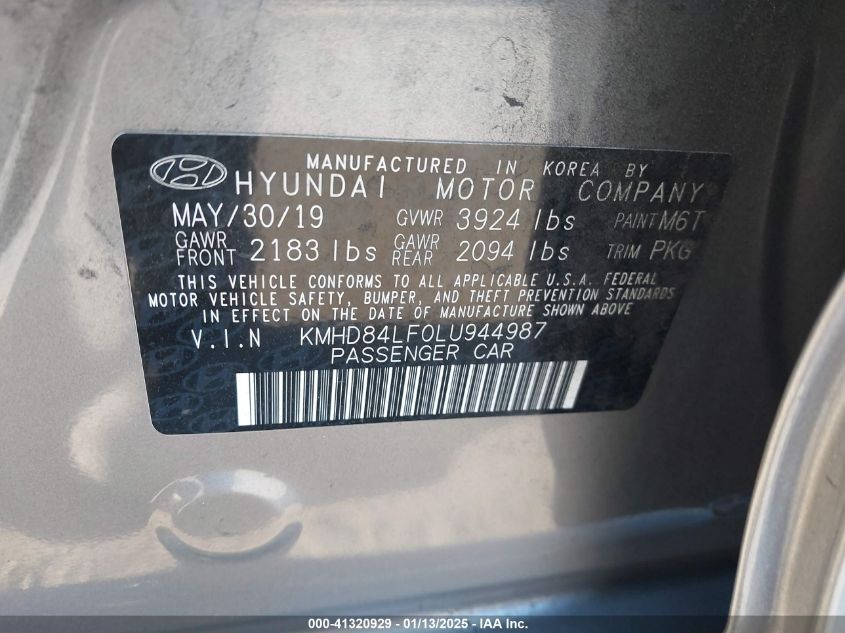 MANUFACTURED IN KOREA BY
HYUNDAI MOTOR COMPANY
MAY/30/19 GVWR 3924 lbs PAINT M6T
GAWR FRONT 2183 lbs GAWR REAR 2094 lbs TRIM PKG
THIS VEHICLE CONFORMS TO ALL APPLICABLE U.S.A. FEDERAL
MOTOR VEHICLE SAFETY, BUMPER, AND THEFT PREVENTION STANDARDS
IN EFFECT ON THE DATE OF MANUFACTURE SHOWN ABOVE
V.I.N KMHD84LF0LU944987
PASSENGER CAR
000-41320929 - 01/13/2025 - IAA Inc.